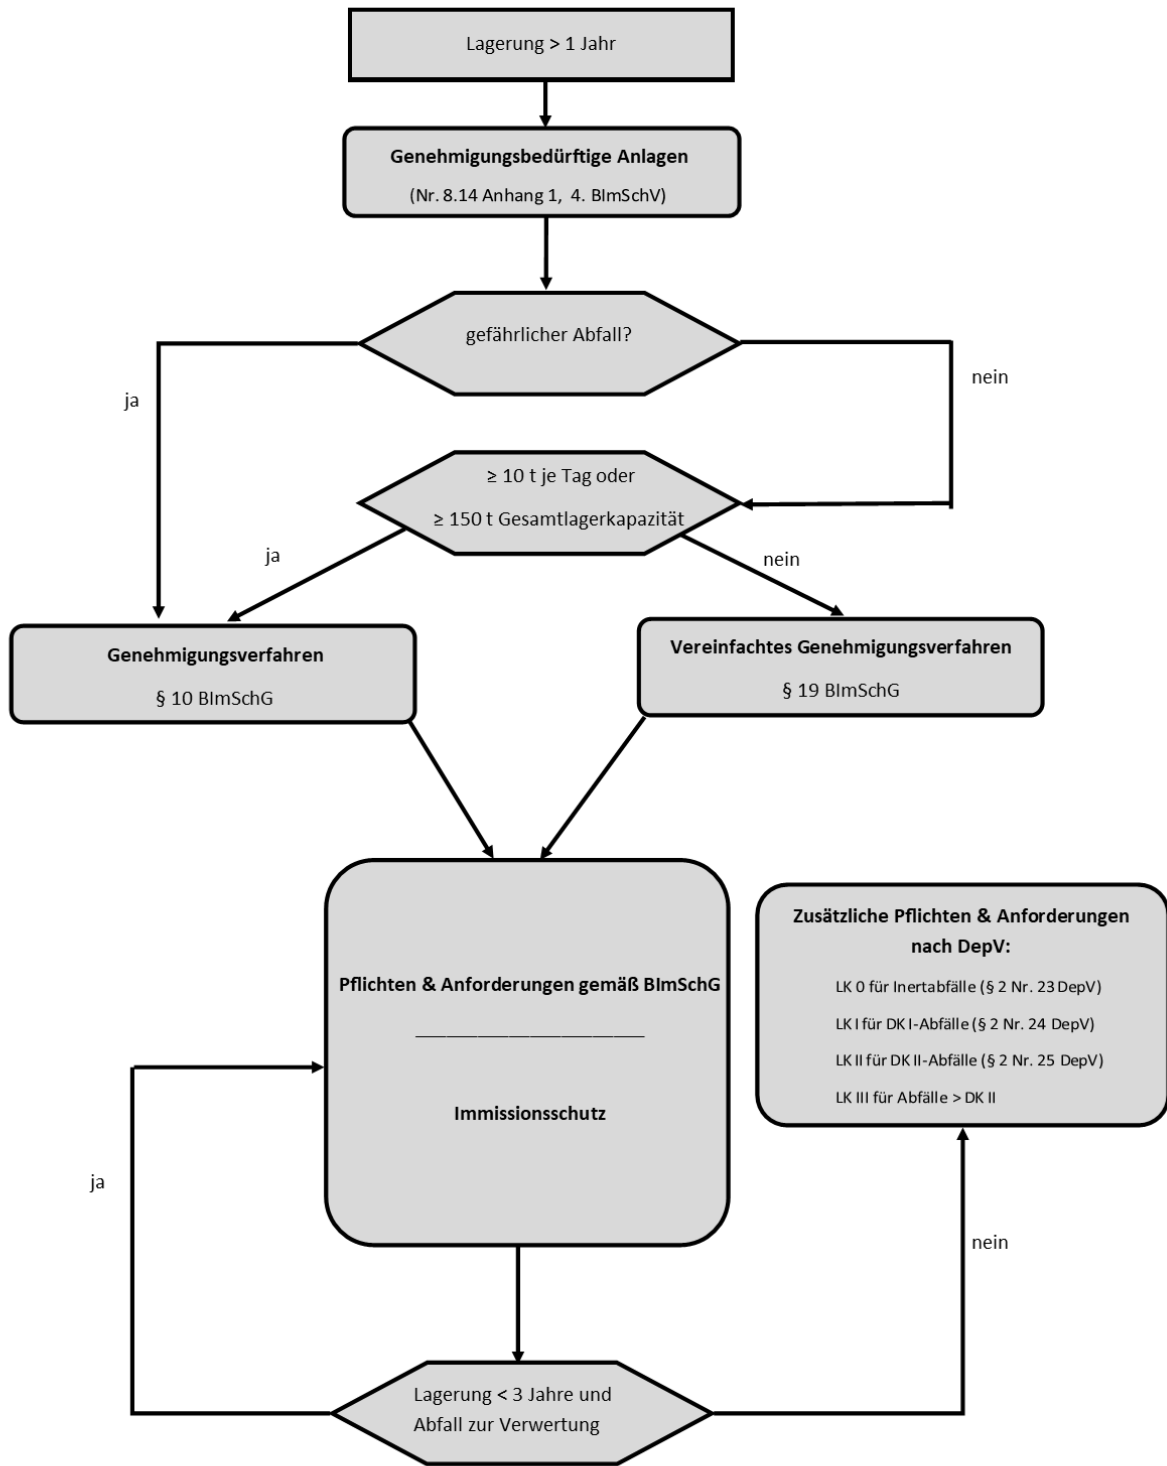 Lagerung > 1 Jahr
Genehmigungsbedürftige Anlagen
(Nr. 8.14 Anhang 1, 4. BImSchV)
gefährlicher Abfall?
nein
ja
≥ 10 t je Tag oder
≥ 150 t Gesamtlagerkapazität
ja
nein
Genehmigungsverfahren
§ 10 BImSchG
Vereinfachtes Genehmigungsverfahren
§ 19 BImSchG
Pflichten & Anforderungen gemäß BImSchG
Immissionsschutz
Zusätzliche Pflichten & Anforderungen
nach DepV:
LK 0 für Inertabfälle (§ 2 Nr. 23 DepV)
LK I für DK I-Abfälle (§ 2 Nr. 24 DepV)
LK II für DK II-Abfälle (§ 2 Nr. 25 DepV)
LK III für Abfälle > DK II
ja
nein
Lagerung < 3 Jahre und
Abfall zur Verwertung